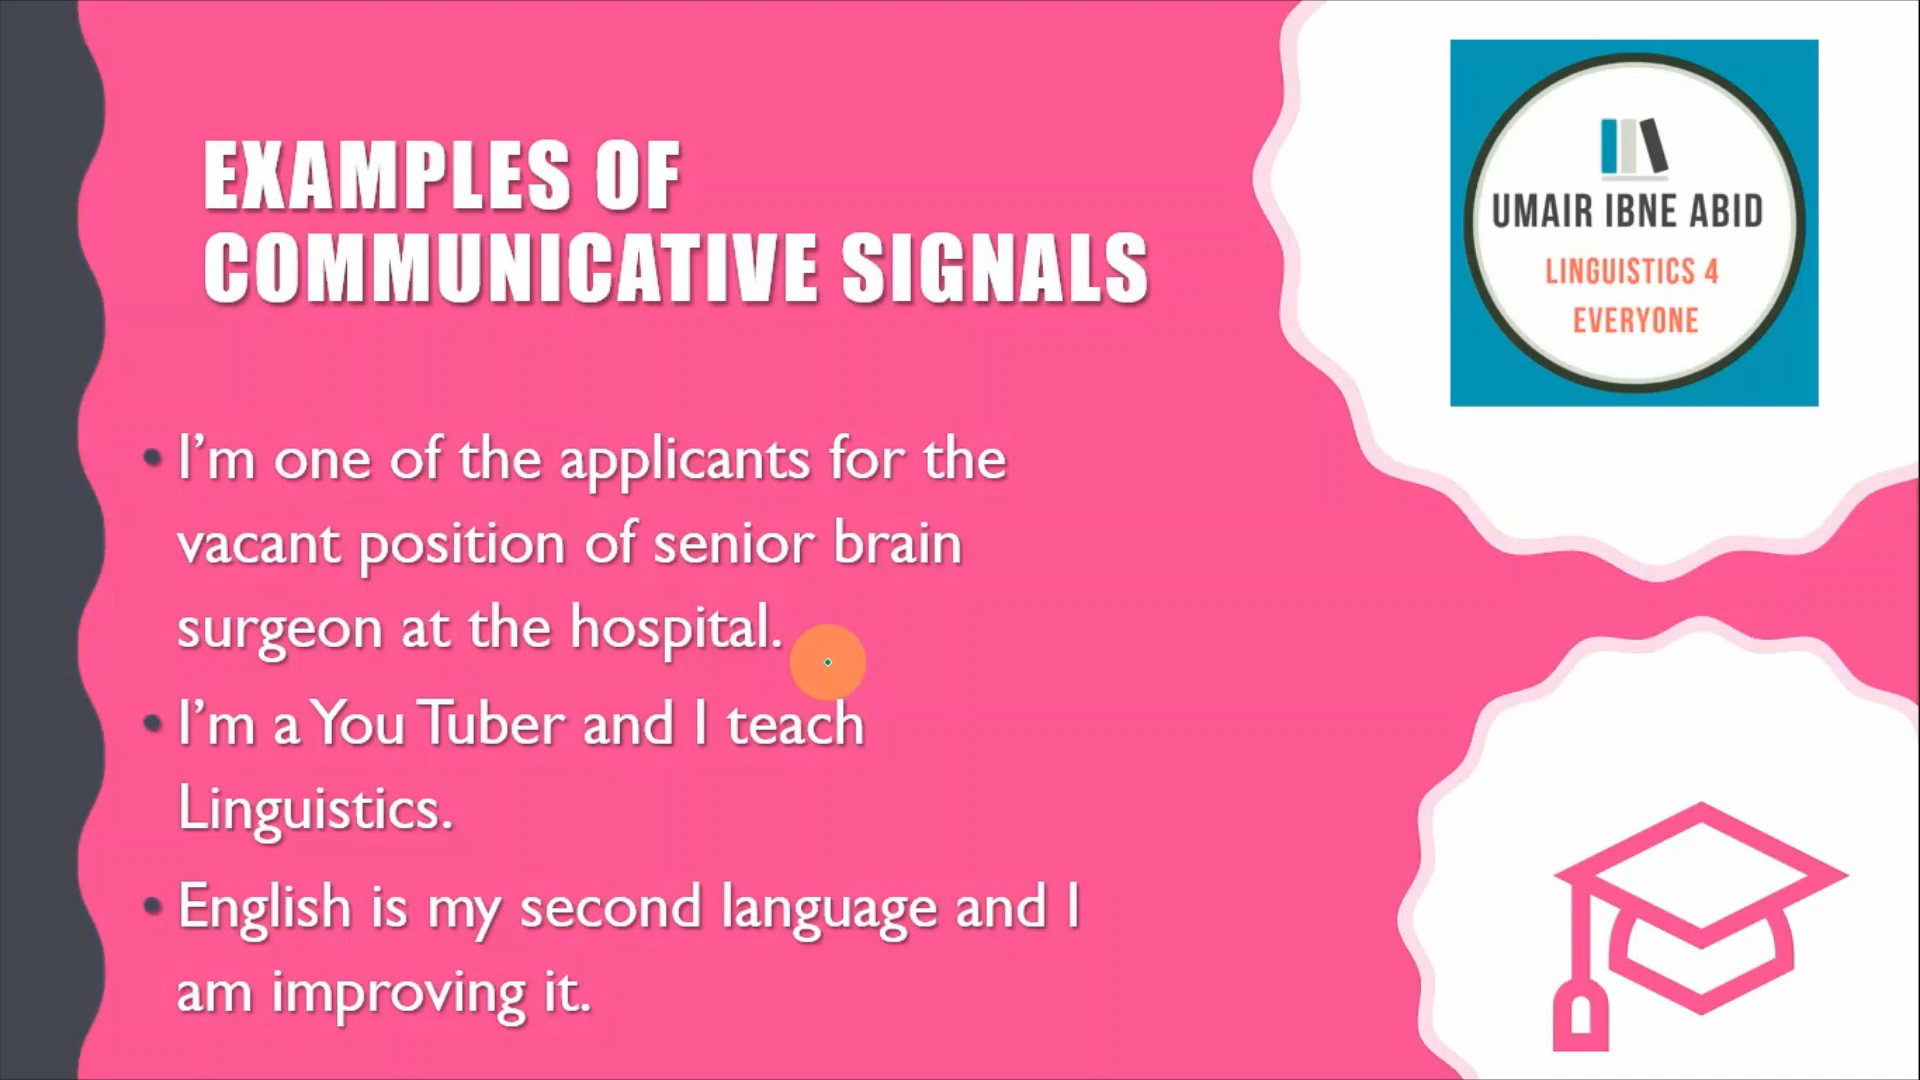 EXAMPLES OF
COMMUNICATIVE SIGNALS
UMAIR IBNE ABID
LINGUISTICS 4
EVERYONE
• I'm one of the applicants for the
vacant position of senior brain
surgeon at the hospital.
• I'm a You Tuber and I teach
Linguistics.
• English is my second language and I
am improving it.